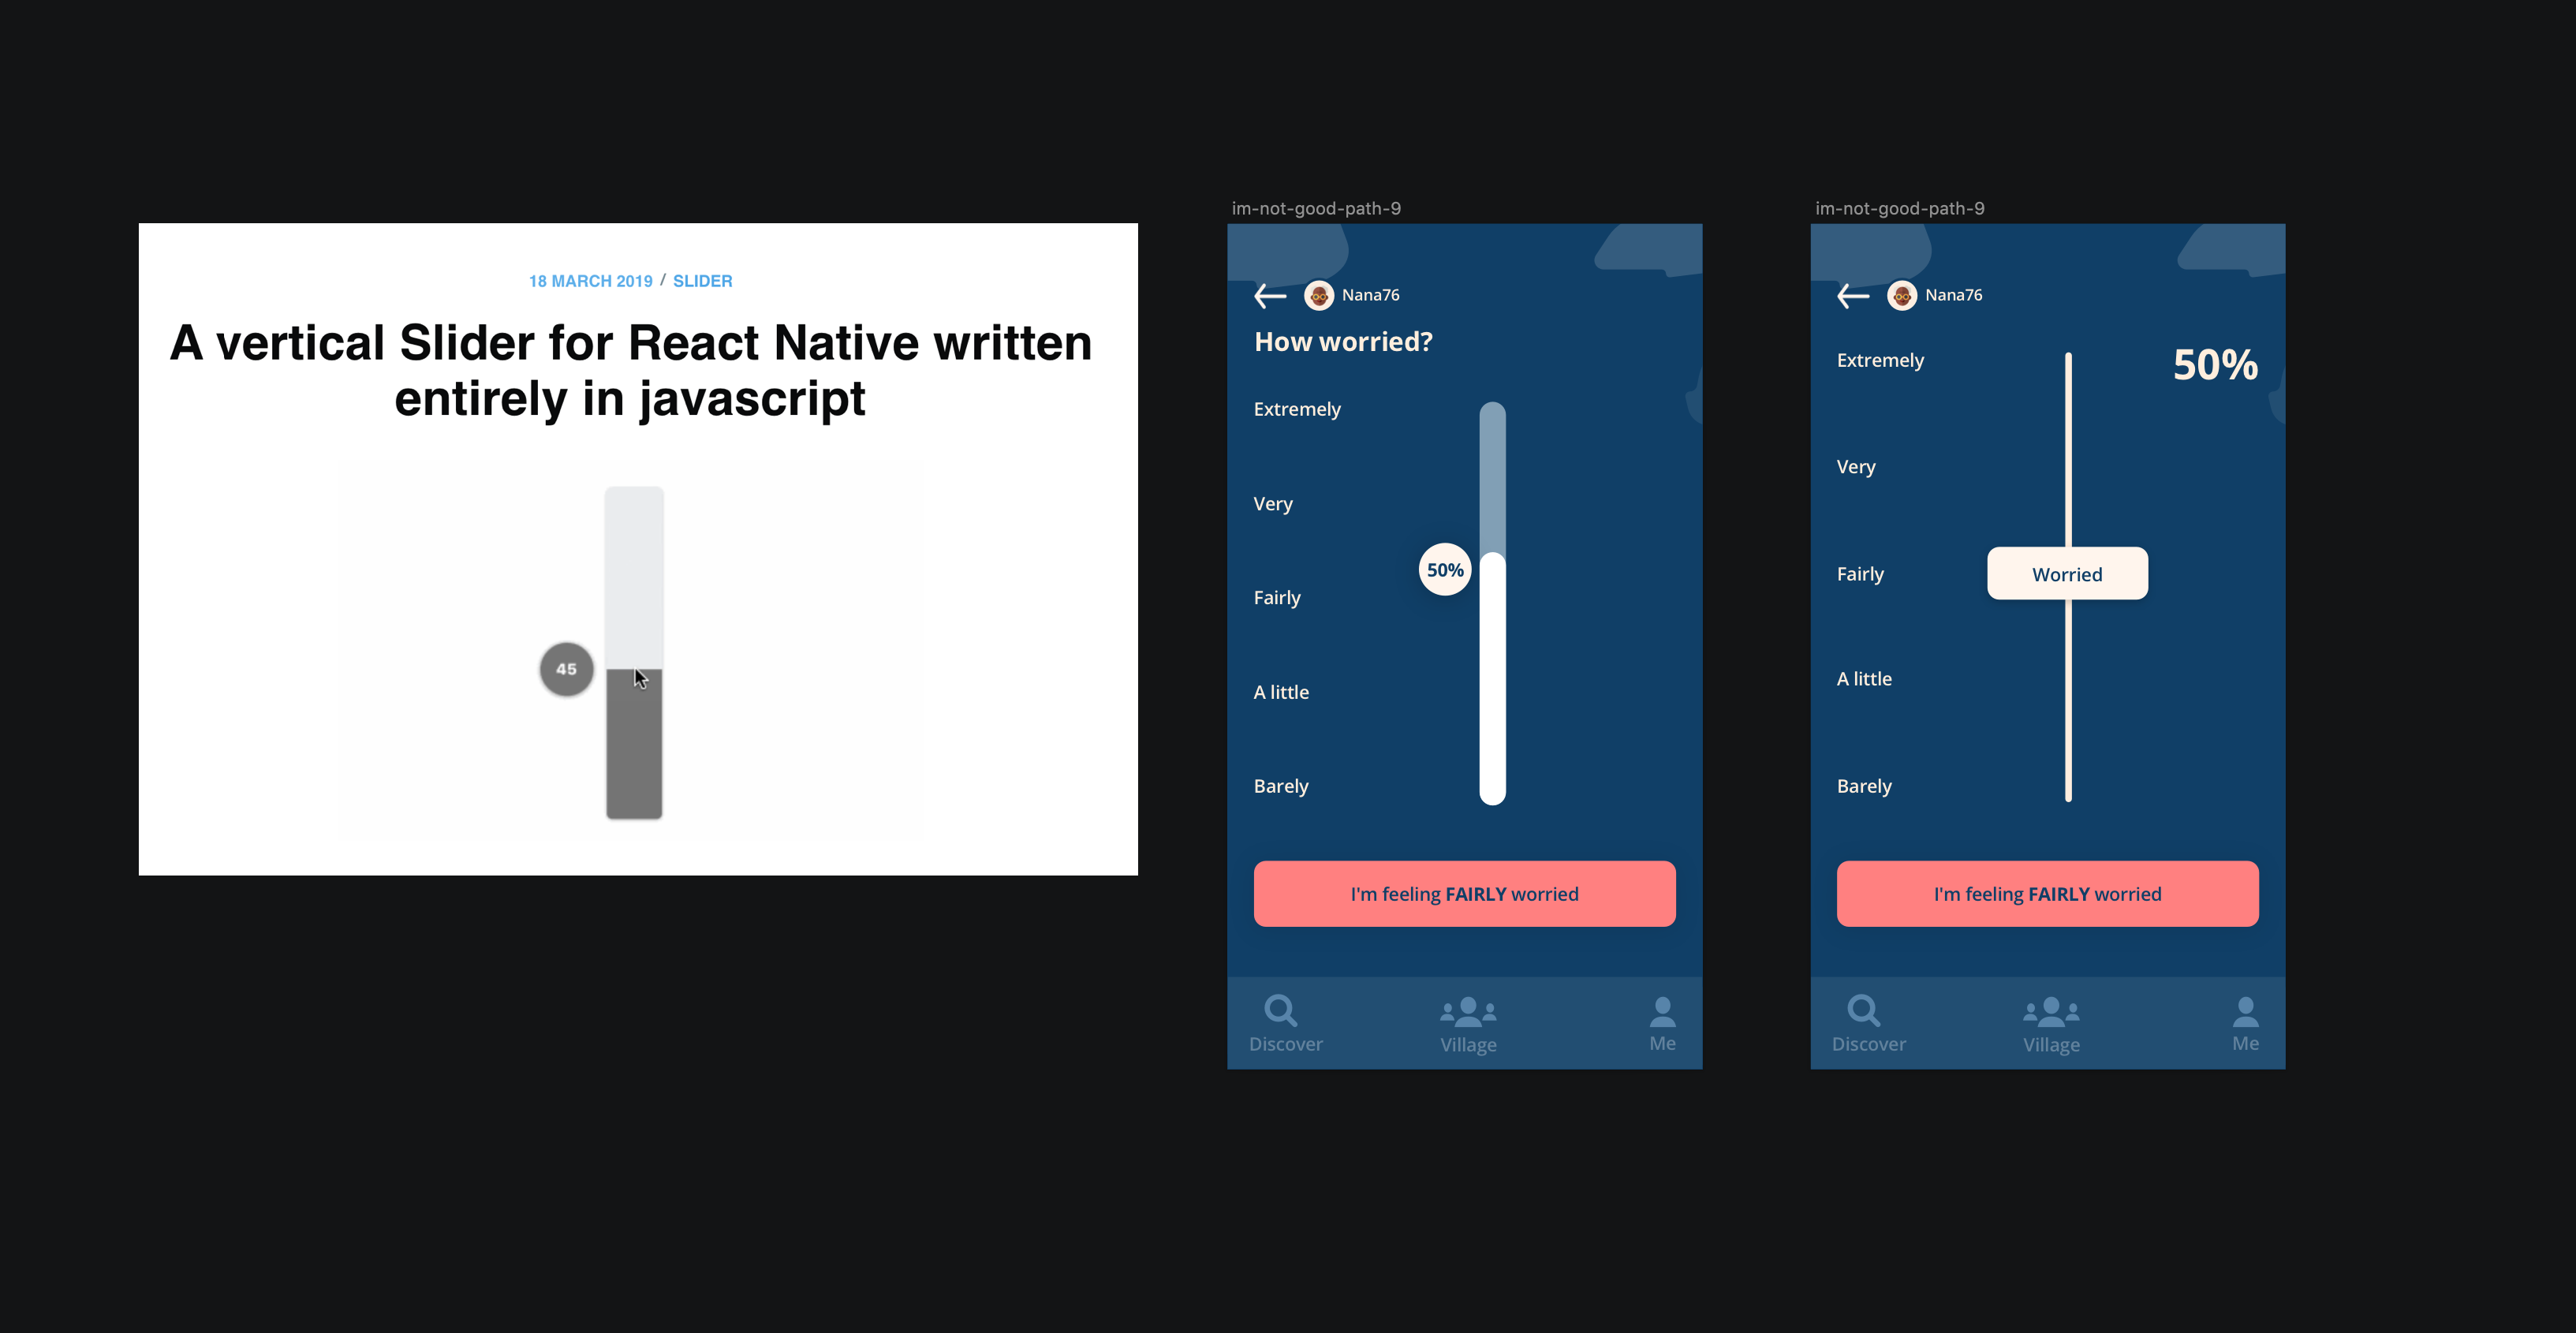 18 MARCH 2019 / SLIDER
A vertical Slider for React Native written
entirely in javascript
45
im-not-good-path-9
Nana76
How worried?
Extremely
Very
50%
Fairly
A little
Barely
I'm feeling FAIRLY worried
Discover
Village
Me
im-not-good-path-9
Nana76
Extremely
50%
Very
Fairly
Worried
A little
Barely
I'm feeling FAIRLY worried
Discover
Village
Me